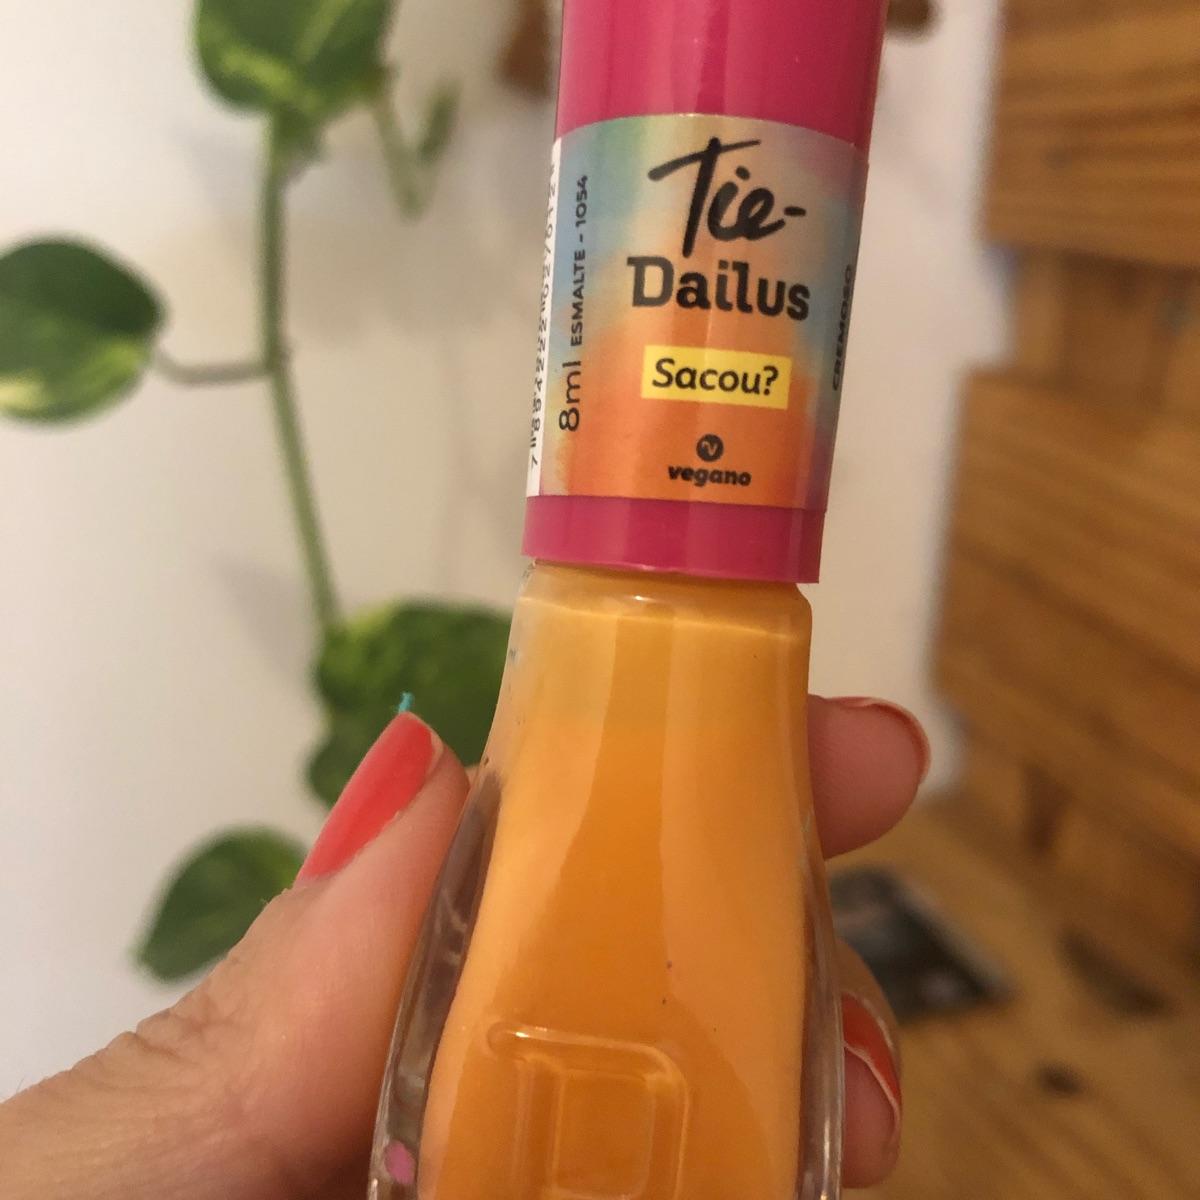 Tie-
Dailus
Sacou?
vegano
8ml ESMALTE - 1054
CREMOSO